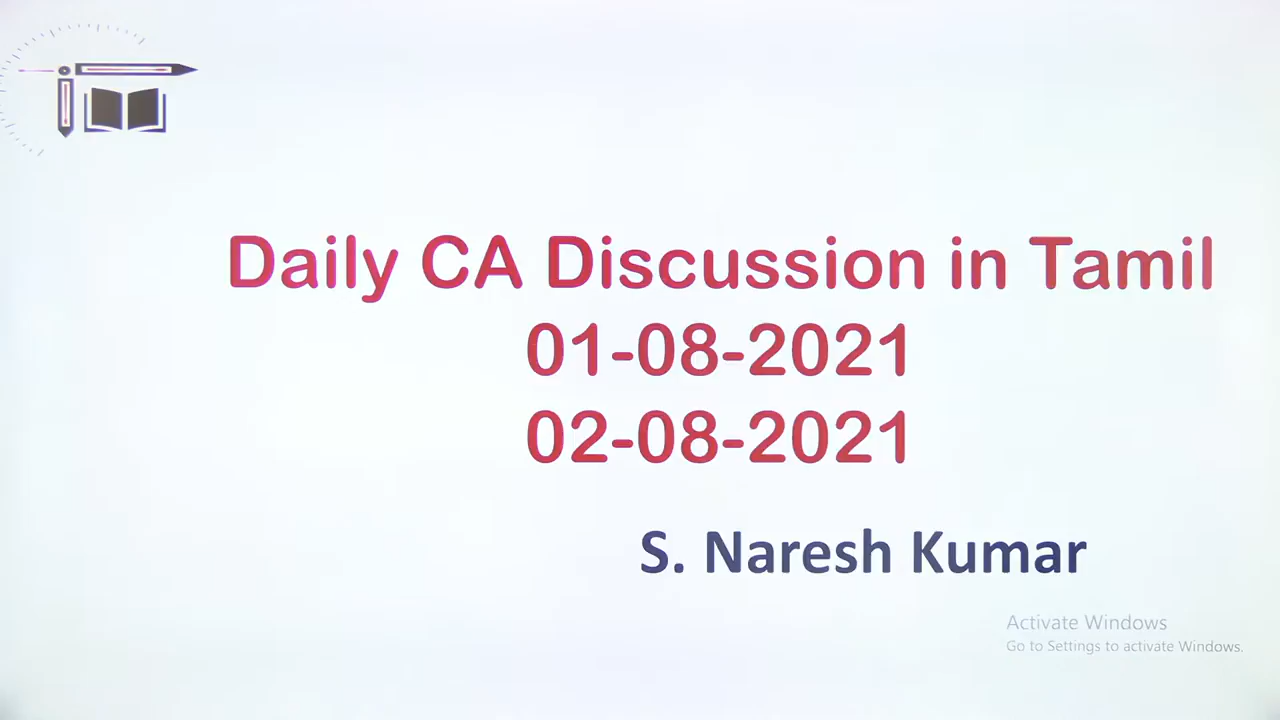 Daily CA Discussion in Tamil
01-08-2021
02-08-2021
S. Naresh Kumar
Activate Windows
Go to Settings to activate Windows.